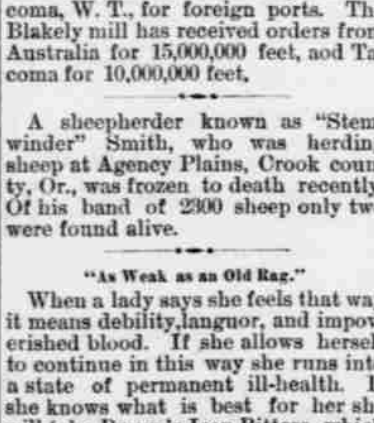 coma, W. T., for foreign ports. Th
Blakely mill has received orders fron
Australia for 15,000,000 feet, aod Ta
coma for 10,000,000 feet.
A sheepherder known as "Stem
winder" Smith, who was herdin
sheep at Agency Plains, Crook coun
ty, Or., was frozen to death recently
Of his band of 2300 sheep only tw
were found alive.
"As Weak as an Old Rag."
When a lady says she feels that wa
it means debility,languor, and impov
erished blood. If she allows hersel
to continue in this way she runs int
a state of permanent ill-health. I
she knows what is best for her sh